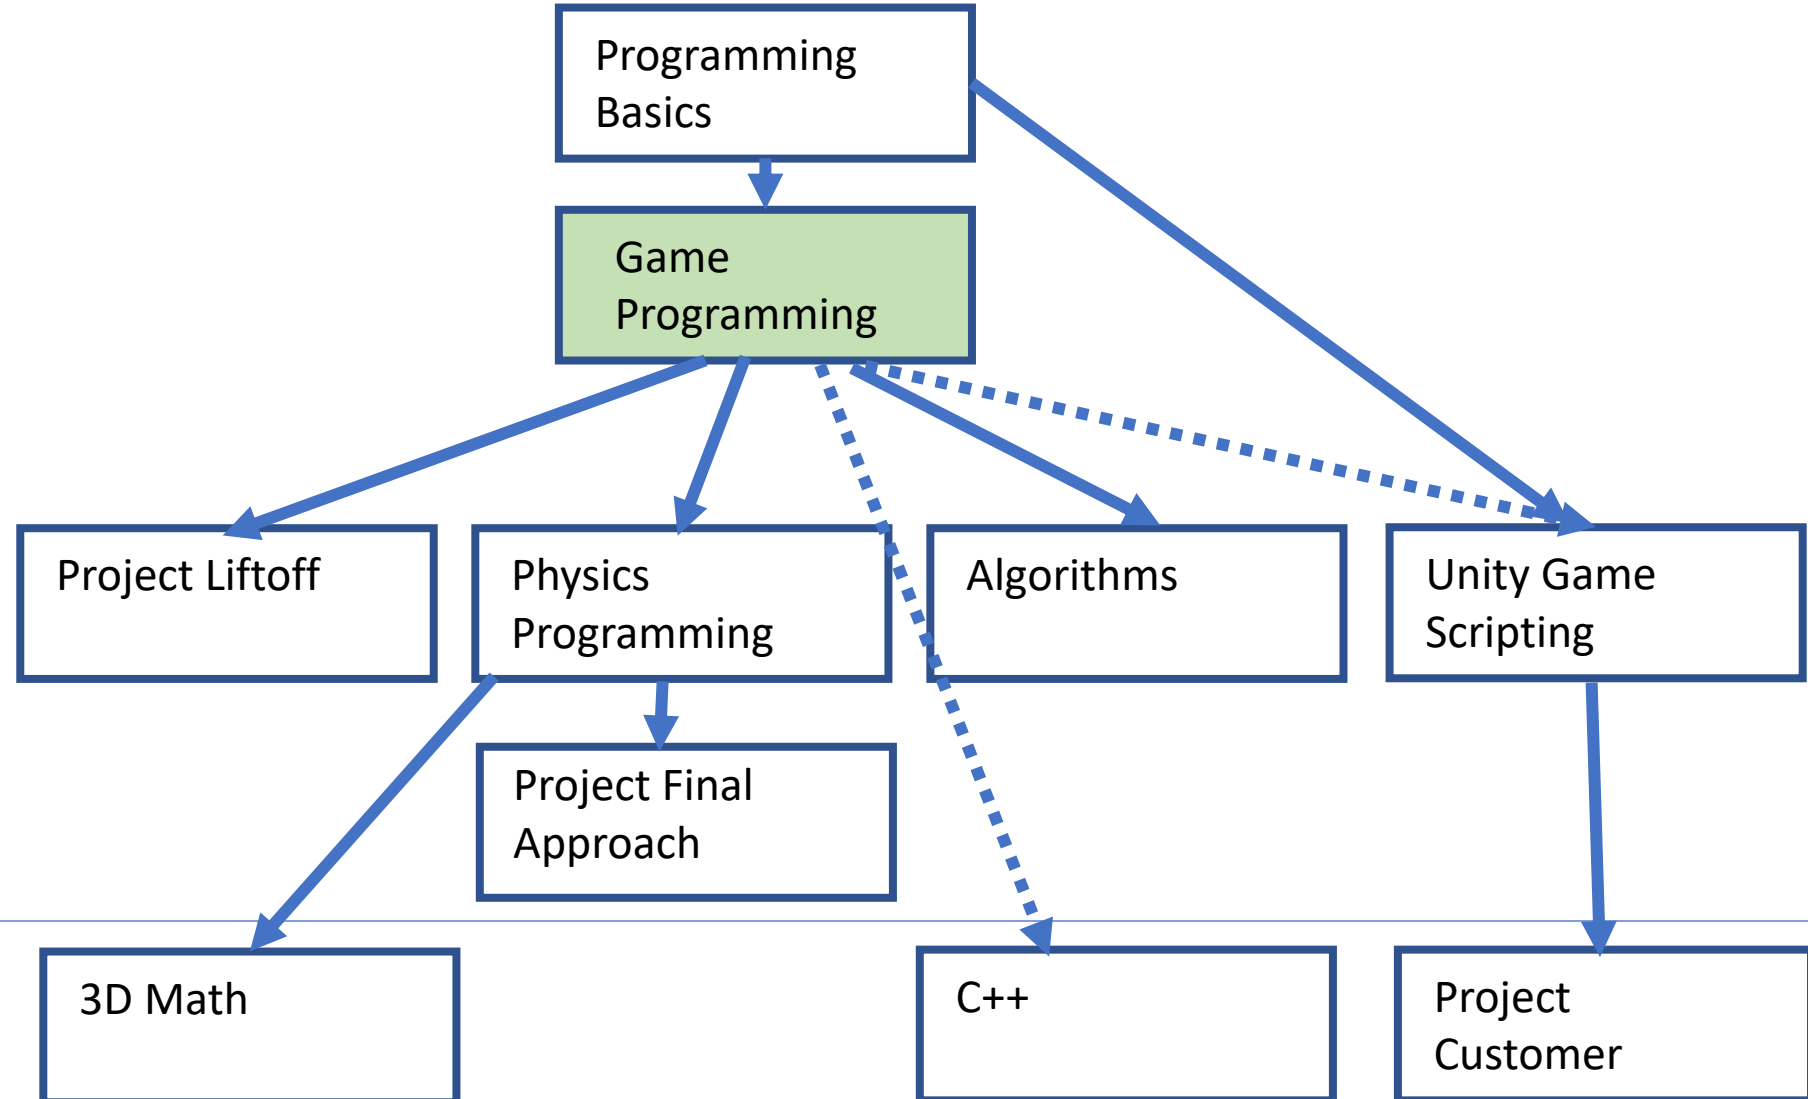 Programming
Basics
Game
Programming
Project Liftoff
Physics
Programming
Algorithms
Unity Game
Scripting
Project Final
Approach
3D Math
C++
Project
Customer